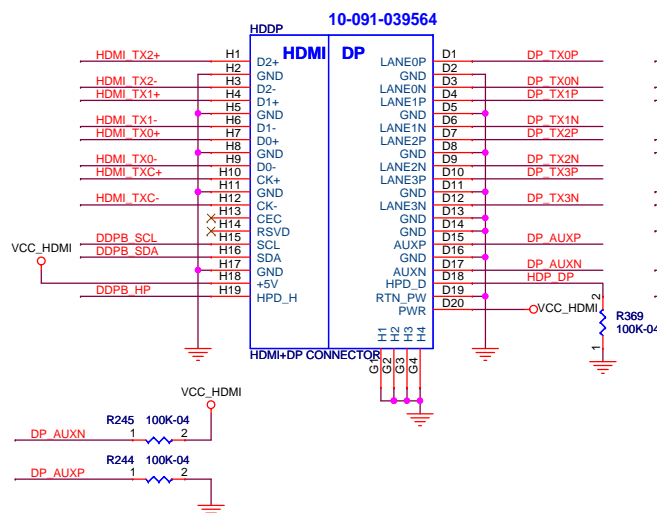 10-091-039564
HDDP
HDMI DP
HDMI_TX2+ H1 D2+ LANE0P D1 DP_TX0P
H2 GND GND D2
HDMI_TX2- H3 D2- LANE0N D3 DP_TX0N
HDMI_TX1+ H4 D1+ LANE1P D4 DP_TX1P
H5 GND GND D5
HDMI_TX1- H6 D1- LANE1N D6 DP_TX1N
HDMI_TX0+ H7 D0+ LANE2P D7 DP_TX2P
H8 GND GND D8
HDMI_TX0- H9 D0- LANE2N D9 DP_TX2N
HDMI_TXC+ H10 CK+ LANE3P D10 DP_TX3P
H11 GND GND D11
HDMI_TXC- H12 CK- LANE3N D12 DP_TX3N
H13 CEC GND D13
H14 RSVD GND D14
DDPB_SCL H15 SCL AUXP D15 DP_AUXP
VCC_HDMI
DDPB_SDA H16 SDA GND D16
H17 GND AUXN D17 DP_AUXN
H18 +5V HPD_D D18 HDP_DP
DDPB_HP H19 HPD_H RTN_PW D19
PWR D20 VCC_HDMI
2
R369
100K-04
1
H1 H2 H3 H4
HDMI+DP CONNECTOR
G1 G2 G3 G4
VCC_HDMI
R245 100K-04
DP_AUXN 1 2
R244 100K-04
DP_AUXP 1 2